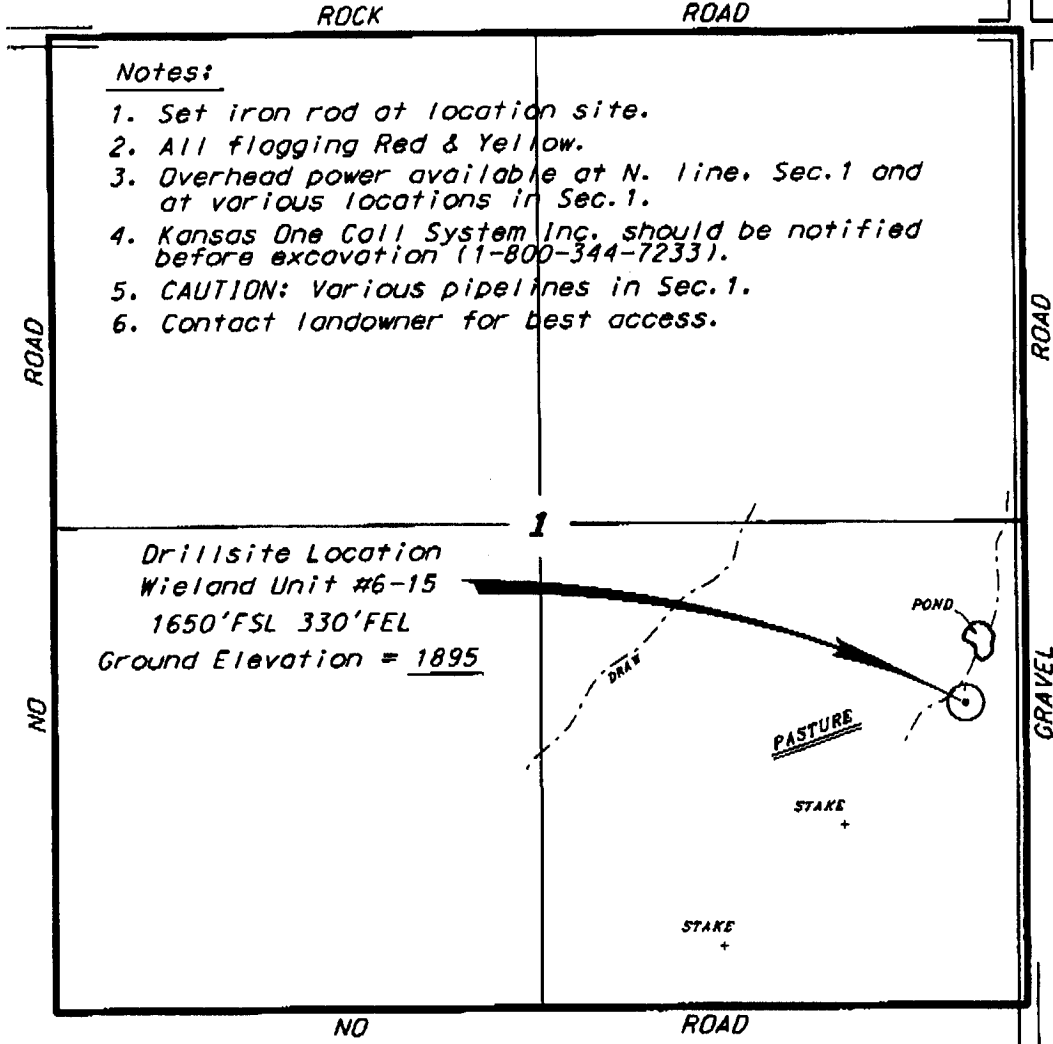 ROCK ROAD
Notes:
1. Set iron rod at location site.
2. All flagging Red & Yellow.
3. Overhead power available at N. line, Sec.1 and
at various locations in Sec.1.
4. Kansas One Call System Inc. should be notified
before excavation (1-800-344-7233).
5. CAUTION: Various pipelines in Sec.1.
6. Contact landowner for best access.
ROAD
ROAD
1
Drillsite Location
Wieland Unit #6-15
1650'FSL 330'FEL
Ground Elevation = 1895
POND
DRAW
NO
GRAVEL
PASTURE
STAKE
STAKE
NO ROAD